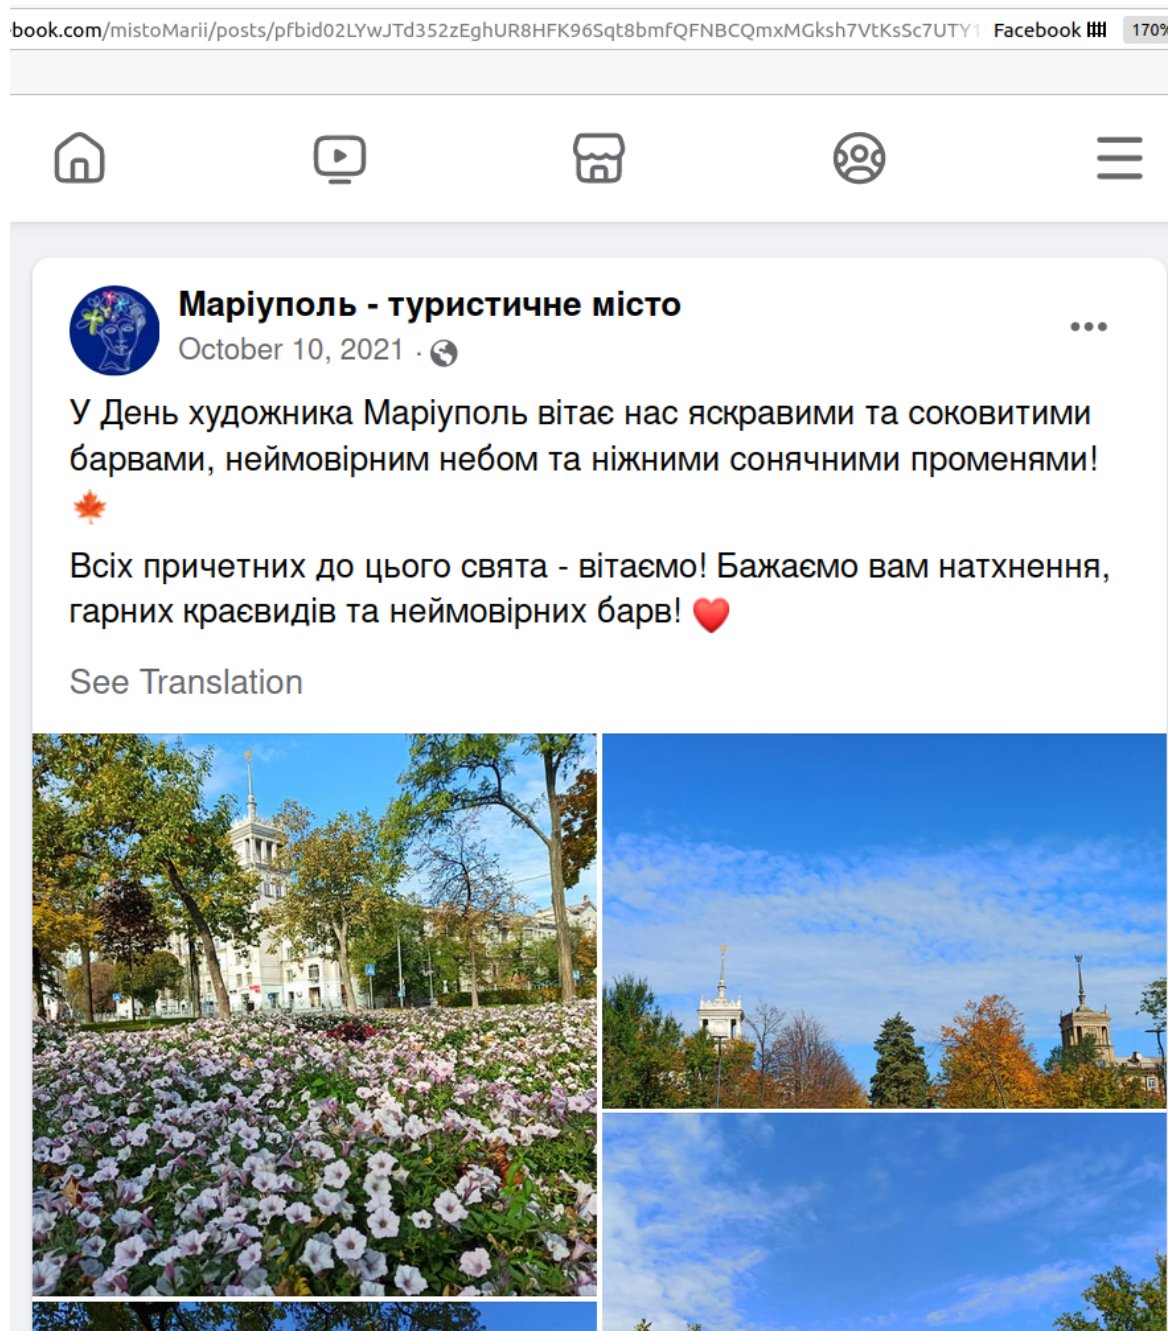 book.com/mistoMarii/posts/pfbid02LYwJTd352zEghUR8HFK96Sqt8bmfQFNBCQmxMGksh7VtKsSc7UTY1 Facebook 170%
Маріуполь - туристичне місто
October 10, 2021 ·
У День художника Маріуполь вітає нас яскравими та соковитими
барвами, неймовірним небом та ніжними сонячними променями!
🍁
Всіх причетних до цього свята - вітаємо! Бажаємо вам натхнення,
гарних краєвидів та неймовірних барв! ❤️
See Translation